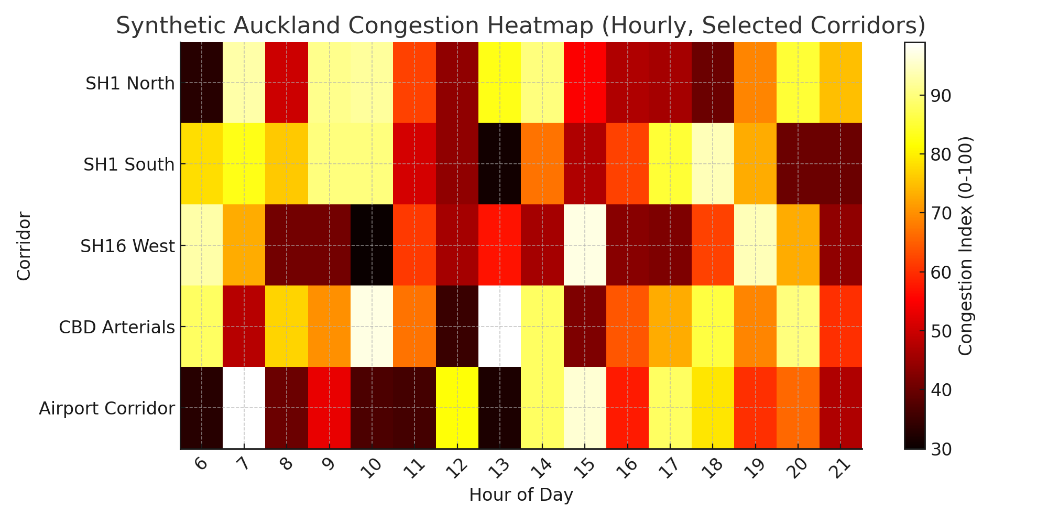 Synthetic Auckland Congestion Heatmap (Hourly, Selected Corridors)
Corridor
SH1 North
SH1 South
SH16 West
CBD Arterials
Airport Corridor
6 7 8 9 10 11 12 13 14 15 16 17 18 19 20 21
Hour of Day
90
80
70
60
50
40
30
Congestion Index (0-100)